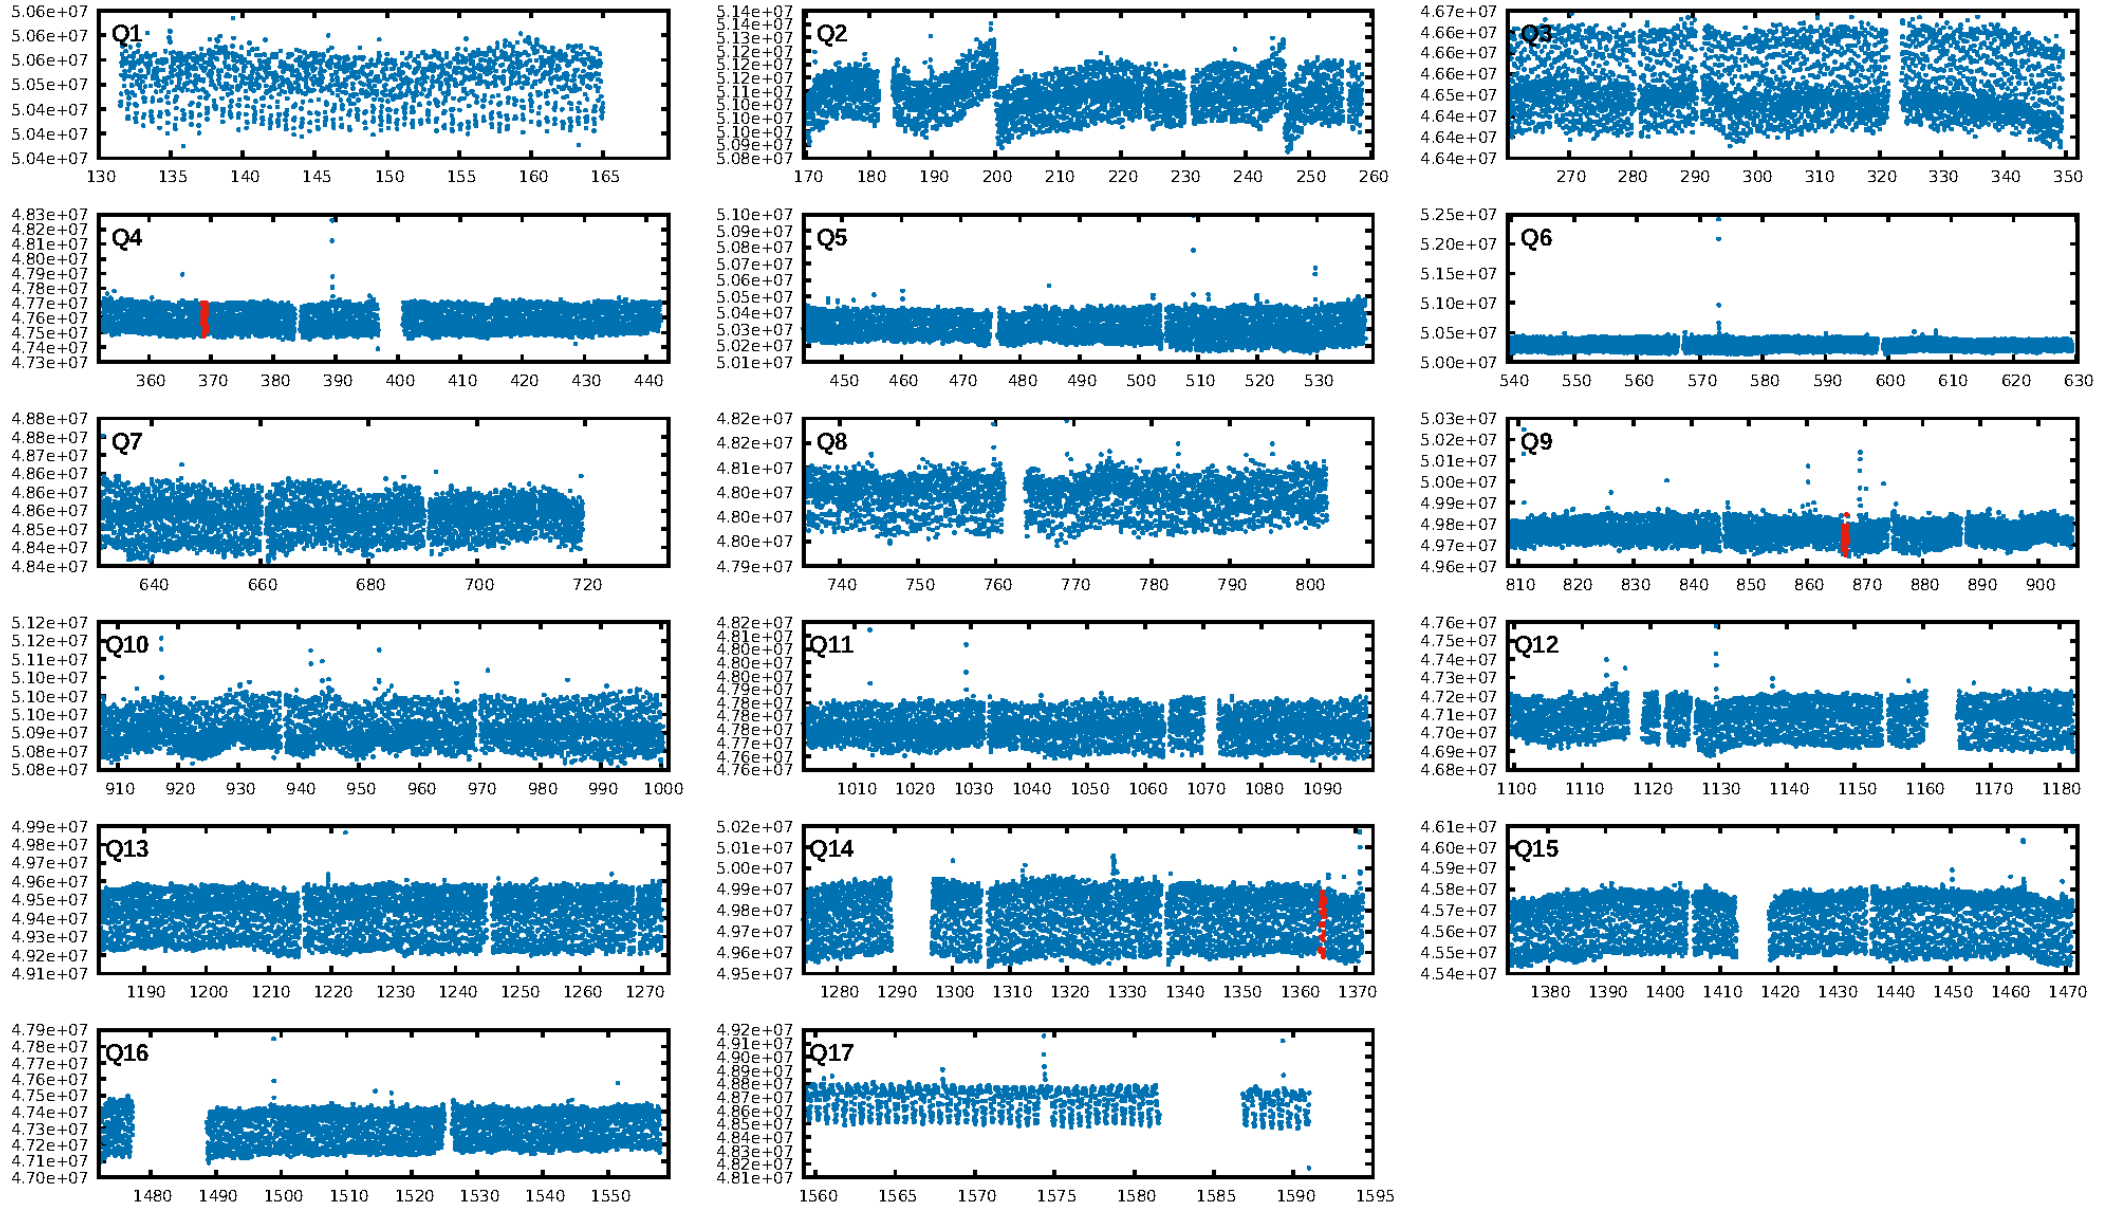 5.06e+07
5.06e+07
5.06e+07
5.05e+07
5.04e+07
5.04e+07
5.04e+07
Q1
130 135 140 145 150 155 160 165
5.14e+07
5.13e+07
5.12e+07
5.12e+07
5.11e+07
5.10e+07
5.10e+07
5.09e+07
5.08e+07
Q2
170 180 190 200 210 220 230 240 250 260
4.67e+07
4.66e+07
4.66e+07
4.66e+07
4.65e+07
4.64e+07
4.64e+07
4.64e+07
Q3
270 280 290 300 310 320 330 340 350
4.83e+07
4.82e+07
4.81e+07
4.80e+07
4.79e+07
4.78e+07
4.77e+07
4.76e+07
4.75e+07
4.74e+07
4.73e+07
Q4
360 370 380 390 400 410 420 430 440
5.10e+07
5.08e+07
5.08e+07
5.07e+07
5.06e+07
5.05e+07
5.04e+07
5.03e+07
5.02e+07
5.01e+07
Q5
450 460 470 480 490 500 510 520 530
5.25e+07
5.20e+07
5.15e+07
5.10e+07
5.05e+07
5.00e+07
Q6
540 550 560 570 580 590 600 610 620 630
4.88e+07
4.88e+07
4.87e+07
4.86e+07
4.86e+07
4.86e+07
4.85e+07
4.84e+07
4.84e+07
Q7
640 660 680 700 720
4.82e+07
4.82e+07
4.81e+07
4.80e+07
4.80e+07
4.80e+07
4.79e+07
Q8
740 750 760 770 780 790 800
5.03e+07
5.02e+07
5.01e+07
5.00e+07
4.99e+07
4.98e+07
4.97e+07
4.96e+07
Q9
810 820 830 840 850 860 870 880 890 900
5.12e+07
5.12e+07
5.11e+07
5.10e+07
5.10e+07
5.09e+07
5.08e+07
5.08e+07
Q10
910 920 930 940 950 960 970 980 990 1000
4.82e+07
4.81e+07
4.80e+07
4.80e+07
4.79e+07
4.79e+07
4.78e+07
4.78e+07
4.77e+07
4.76e+07
4.76e+07
Q11
1010 1020 1030 1040 1050 1060 1070 1080 1090
4.76e+07
4.75e+07
4.74e+07
4.73e+07
4.72e+07
4.71e+07
4.70e+07
4.69e+07
4.68e+07
Q12
1100 1110 1120 1130 1140 1150 1160 1170 1180
4.99e+07
4.98e+07
4.97e+07
4.96e+07
4.95e+07
4.94e+07
4.93e+07
4.92e+07
4.91e+07
Q13
1190 1200 1210 1220 1230 1240 1250 1260 1270
5.02e+07
5.01e+07
5.00e+07
4.99e+07
4.98e+07
4.97e+07
4.96e+07
4.95e+07
Q14
1280 1290 1300 1310 1320 1330 1340 1350 1360 1370
4.61e+07
4.60e+07
4.59e+07
4.58e+07
4.57e+07
4.55e+07
4.55e+07
4.54e+07
Q15
1380 1390 1400 1410 1420 1430 1440 1450 1460 1470
4.79e+07
4.78e+07
4.77e+07
4.76e+07
4.75e+07
4.74e+07
4.73e+07
4.72e+07
4.71e+07
4.70e+07
Q16
1480 1490 1500 1510 1520 1530 1540 1550
4.92e+07
4.91e+07
4.90e+07
4.89e+07
4.88e+07
4.87e+07
4.86e+07
4.85e+07
4.84e+07
4.83e+07
4.82e+07
4.81e+07
Q17
1560 1565 1570 1575 1580 1585 1590 1595